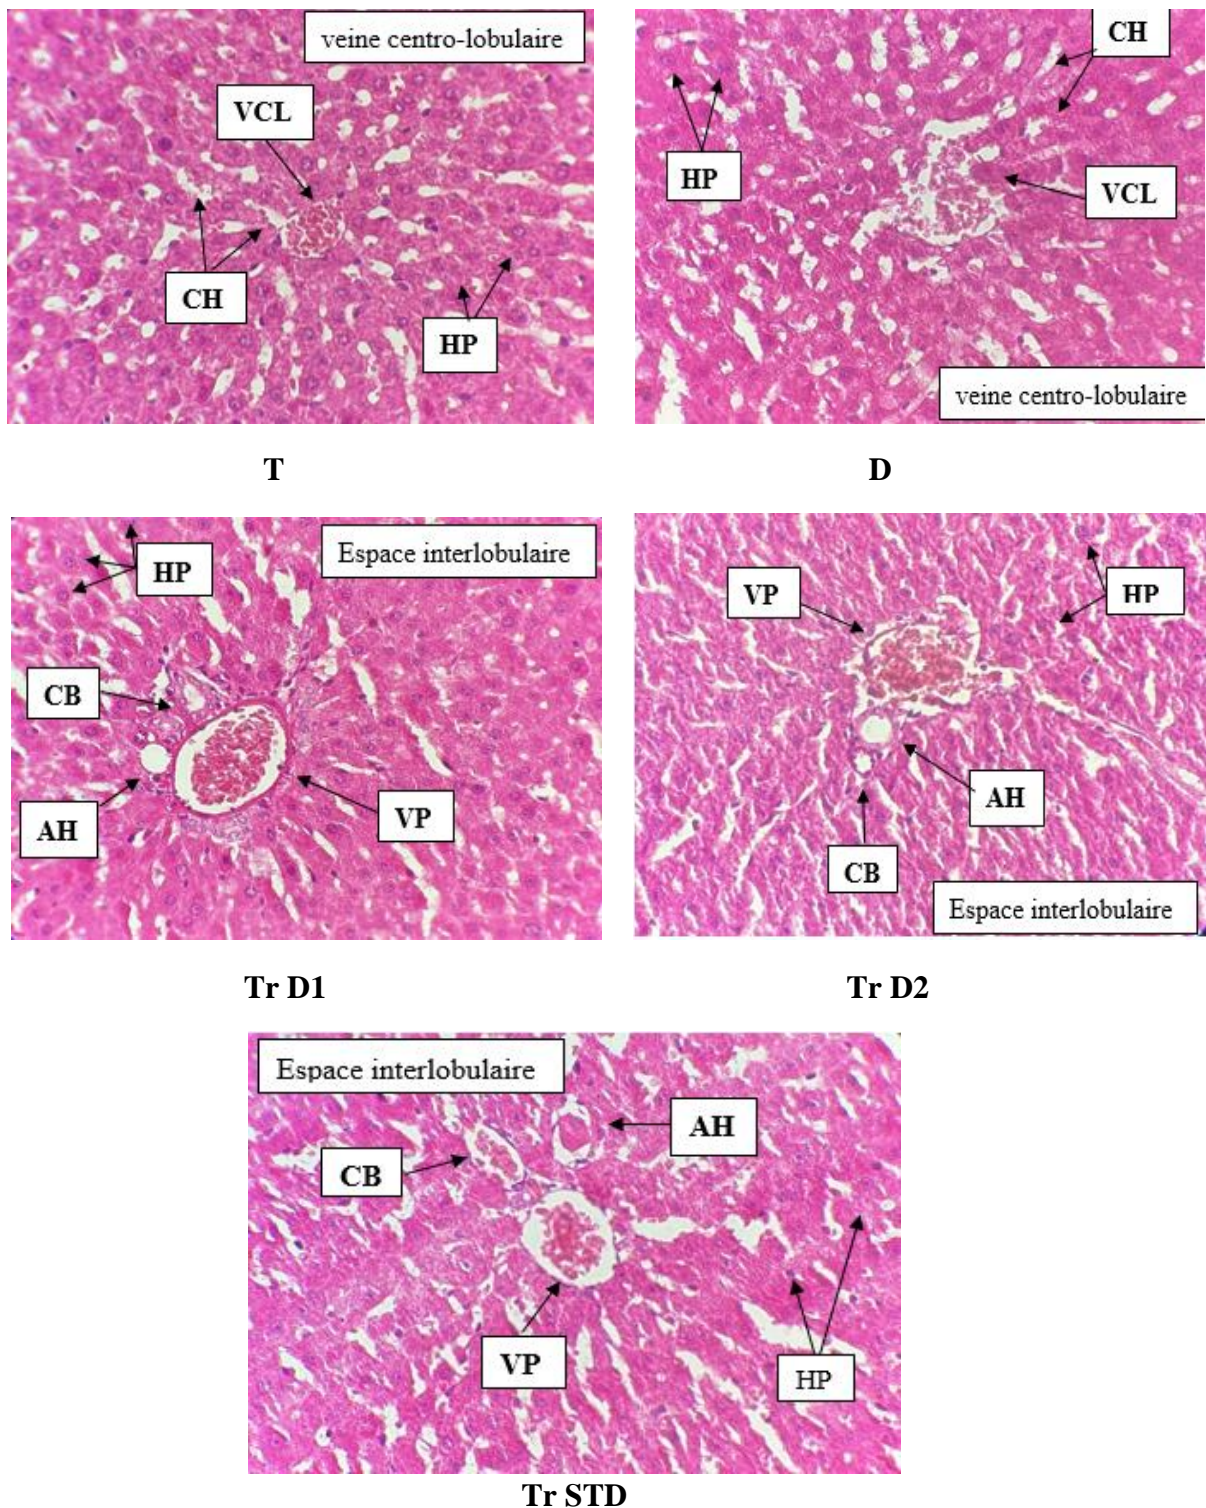 veine centro-lobulaire
VCL
CH
HP
T
CH
HP
VCL
veine centro-lobulaire
D
Espace interlobulaire
HP
CB
AH
VP
Tr D1
VP
HP
AH
CB
Espace interlobulaire
Tr D2
Espace interlobulaire
AH
CB
VP
HP
Tr STD